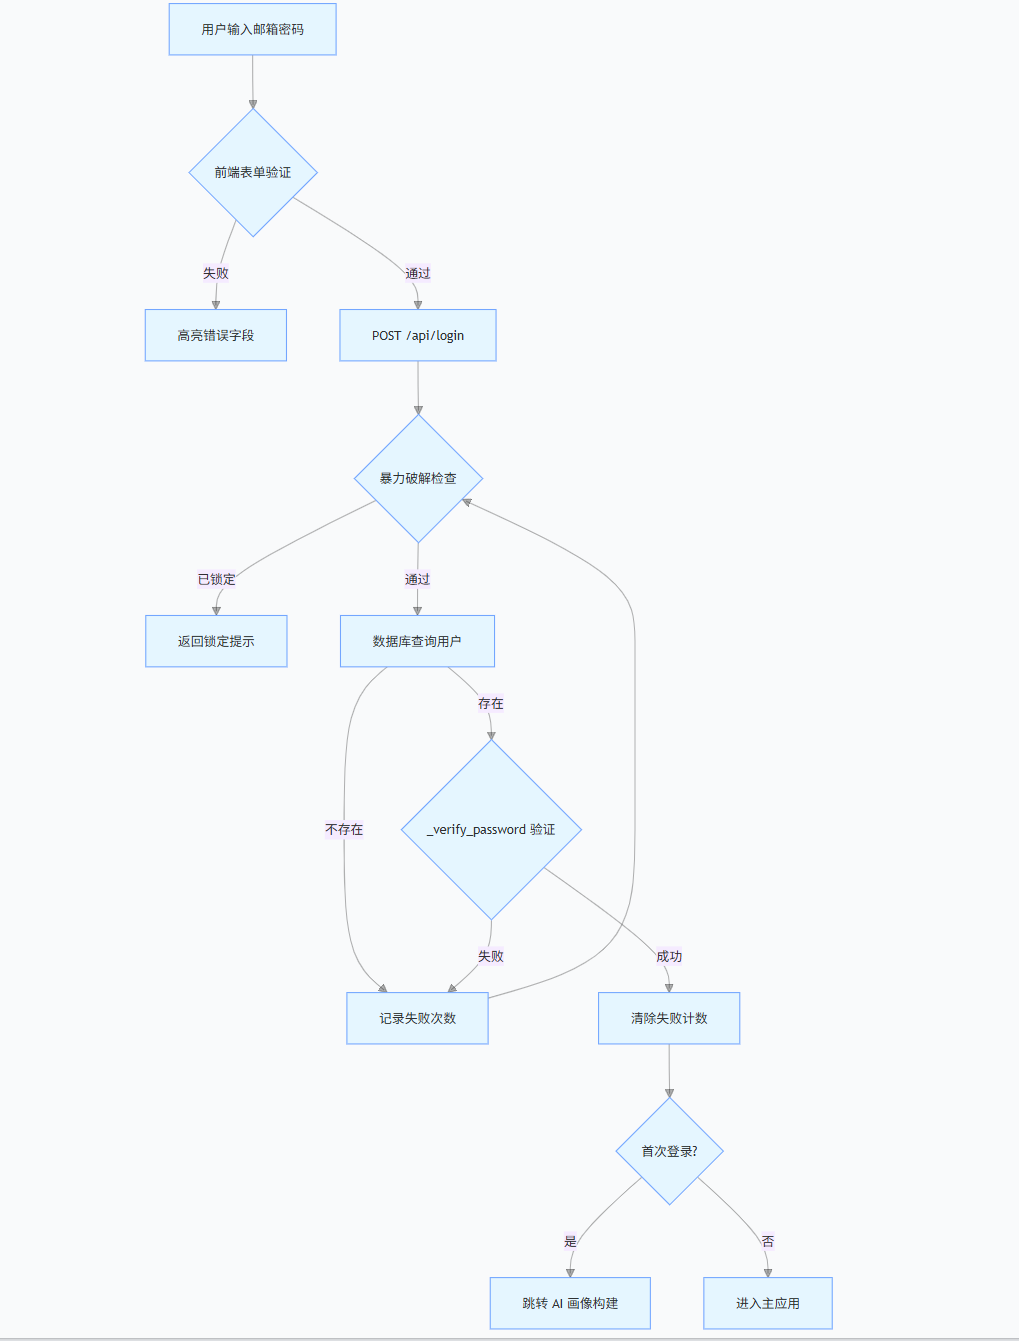 用户输入邮箱密码
前端表单验证
失败
通过
高亮错误字段
POST /api/login
暴力破解检查
已锁定
通过
返回锁定提示
数据库查询用户
存在
不存在
_verify_password 验证
失败
成功
记录失败次数
清除失败计数
首次登录?
是
否
跳转 AI 画像构建
进入主应用